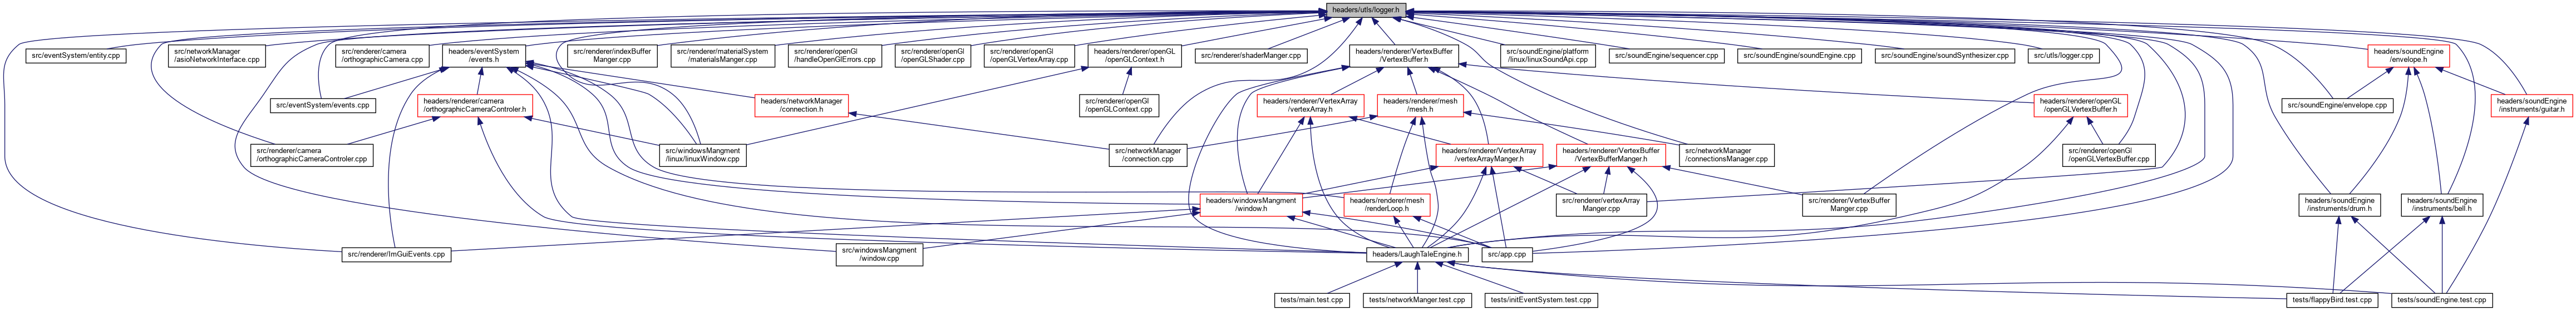 headers/utls/logger.h
src/eventSystem/entity.cpp
src/networkManager
/asioNetworkInterface.cpp
src/renderer/camera
/orthographicCamera.cpp
headers/eventSystem
/events.h
src/renderer/indexBuffer
Manger.cpp
src/renderer/materialSystem
/materialsManger.cpp
src/renderer/openGl
/handleOpenGlErrors.cpp
src/renderer/openGl
/openGLShader.cpp
src/renderer/openGl
/openGLVertexArray.cpp
headers/renderer/openGL
/openGLContext.h
src/renderer/shaderManger.cpp
headers/renderer/VertexBuffer
/VertexBuffer.h
src/soundEngine/platform
/linux/linuxSoundApi.cpp
src/soundEngine/sequencer.cpp
src/soundEngine/soundEngine.cpp
src/soundEngine/soundSynthesizer.cpp
src/utls/logger.cpp
headers/soundEngine
/envelope.h
src/eventSystem/events.cpp
headers/renderer/camera
/orthographicCameraControler.h
headers/networkManager
/connection.h
src/renderer/openGl
/openGLContext.cpp
headers/renderer/VertexArray
/vertexArray.h
headers/renderer/mesh
/mesh.h
headers/renderer/openGL
/openGLVertexBuffer.h
src/soundEngine/envelope.cpp
headers/soundEngine
/instruments/guitar.h
src/renderer/camera
/orthographicCameraControler.cpp
src/windowsMangment
/linux/linuxWindow.cpp
src/networkManager
/connection.cpp
headers/renderer/VertexArray
/vertexArrayManger.h
headers/renderer/VertexBuffer
/VertexBufferManger.h
src/networkManager
/connectionsManager.cpp
src/renderer/openGl
/openGLVertexBuffer.cpp
headers/windowsMangment
/window.h
headers/renderer/mesh
/renderLoop.h
src/renderer/vertexArray
Manger.cpp
src/renderer/VertexBuffer
Manger.cpp
headers/soundEngine
/instruments/drum.h
headers/soundEngine
/instruments/bell.h
src/renderer/ImGuiEvents.cpp
src/windowsMangment
/window.cpp
headers/LaughTaleEngine.h
src/app.cpp
tests/main.test.cpp
tests/networkManger.test.cpp
tests/initEventSystem.test.cpp
tests/flappyBird.test.cpp
tests/soundEngine.test.cpp